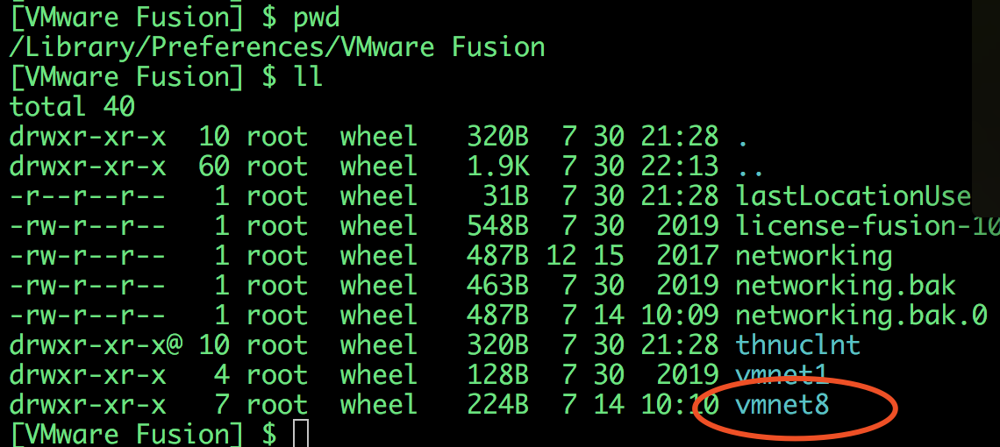 [VMware Fusion] $ pwd
/Library/Preferences/VMware Fusion
[VMware Fusion] $ ll
total 40
drwxr-xr-x  10 root  wheel   320B  7 30 21:28 .
drwxr-xr-x  60 root  wheel   1.9K  7 30 22:13 ..
-r--r--r--   1 root  wheel    31B  7 30 21:28 lastLocationUse
-rw-r--r--   1 root  wheel   548B  7 30  2019 license-fusion-10
-rw-r--r--   1 root  wheel   487B 12 15  2017 networking
-rw-r--r--   1 root  wheel   463B  7 30  2019 networking.bak
-rw-r--r--   1 root  wheel   487B  7 14 10:09 networking.bak.0
drwxr-xr-x@ 10 root  wheel   320B  7 30 21:28 thnuclnt
drwxr-xr-x   4 root  wheel   128B  7 30  2019 vmnet1
drwxr-xr-x   7 root  wheel   224B  7 14 10:10 vmnet8
[VMware Fusion] $